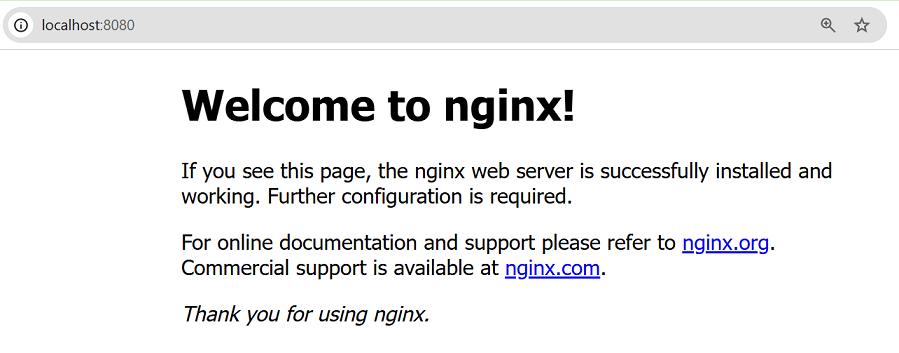 localhost:8080
Welcome to nginx!
If you see this page, the nginx web server is successfully installed and
working. Further configuration is required.
For online documentation and support please refer to nginx.org.
Commercial support is available at nginx.com.
Thank you for using nginx.